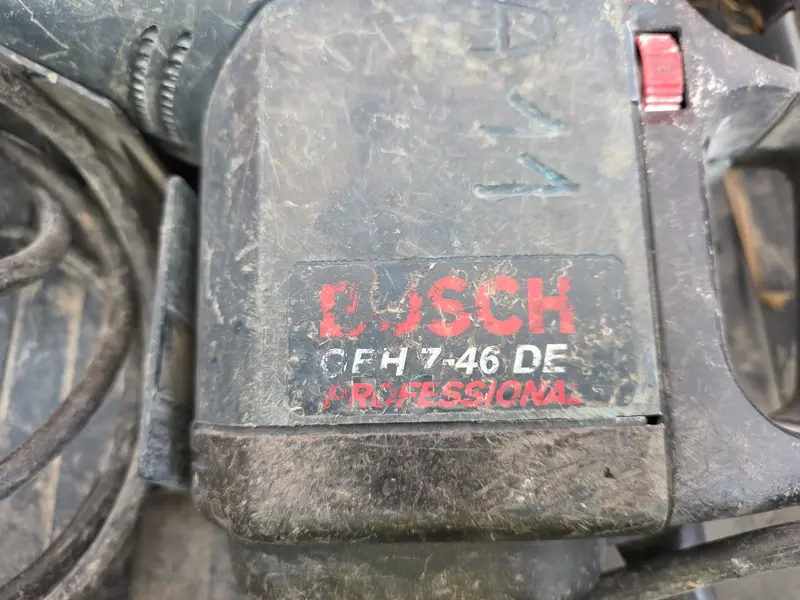 BOSCH
GBH 7-46 DE
PROFESSIONAL